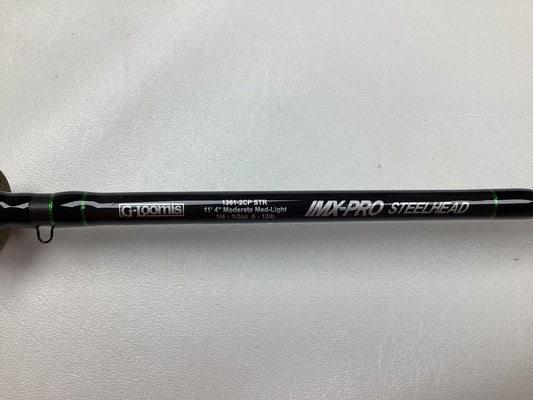 G-Loomis
1361-2CP STR
11' 4" Moderate Med-Light
1/4 - 1/2oz 6 - 12lb
IMX-PRO STEELHEAD